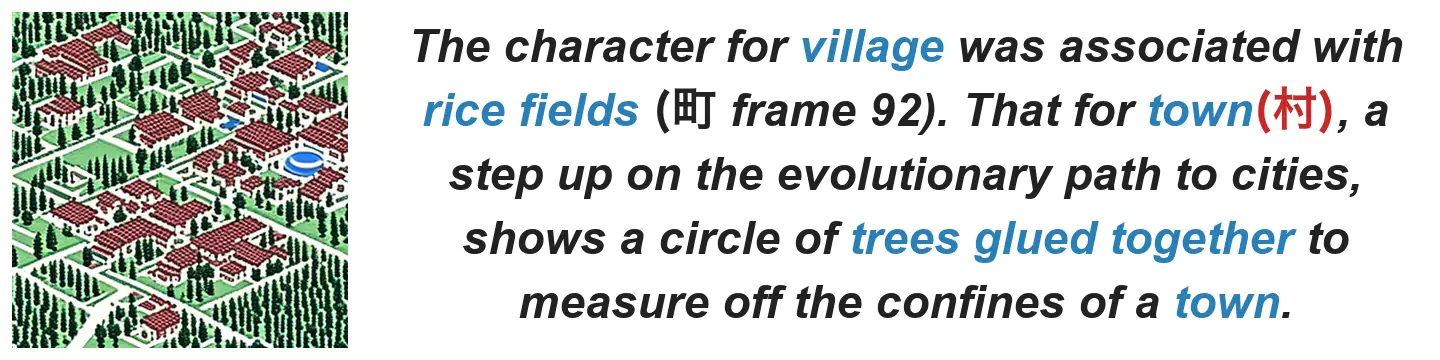 The character for village was associated with
rice fields (町 frame 92). That for town(村), a
step up on the evolutionary path to cities,
shows a circle of trees glued together to
measure off the confines of a town.